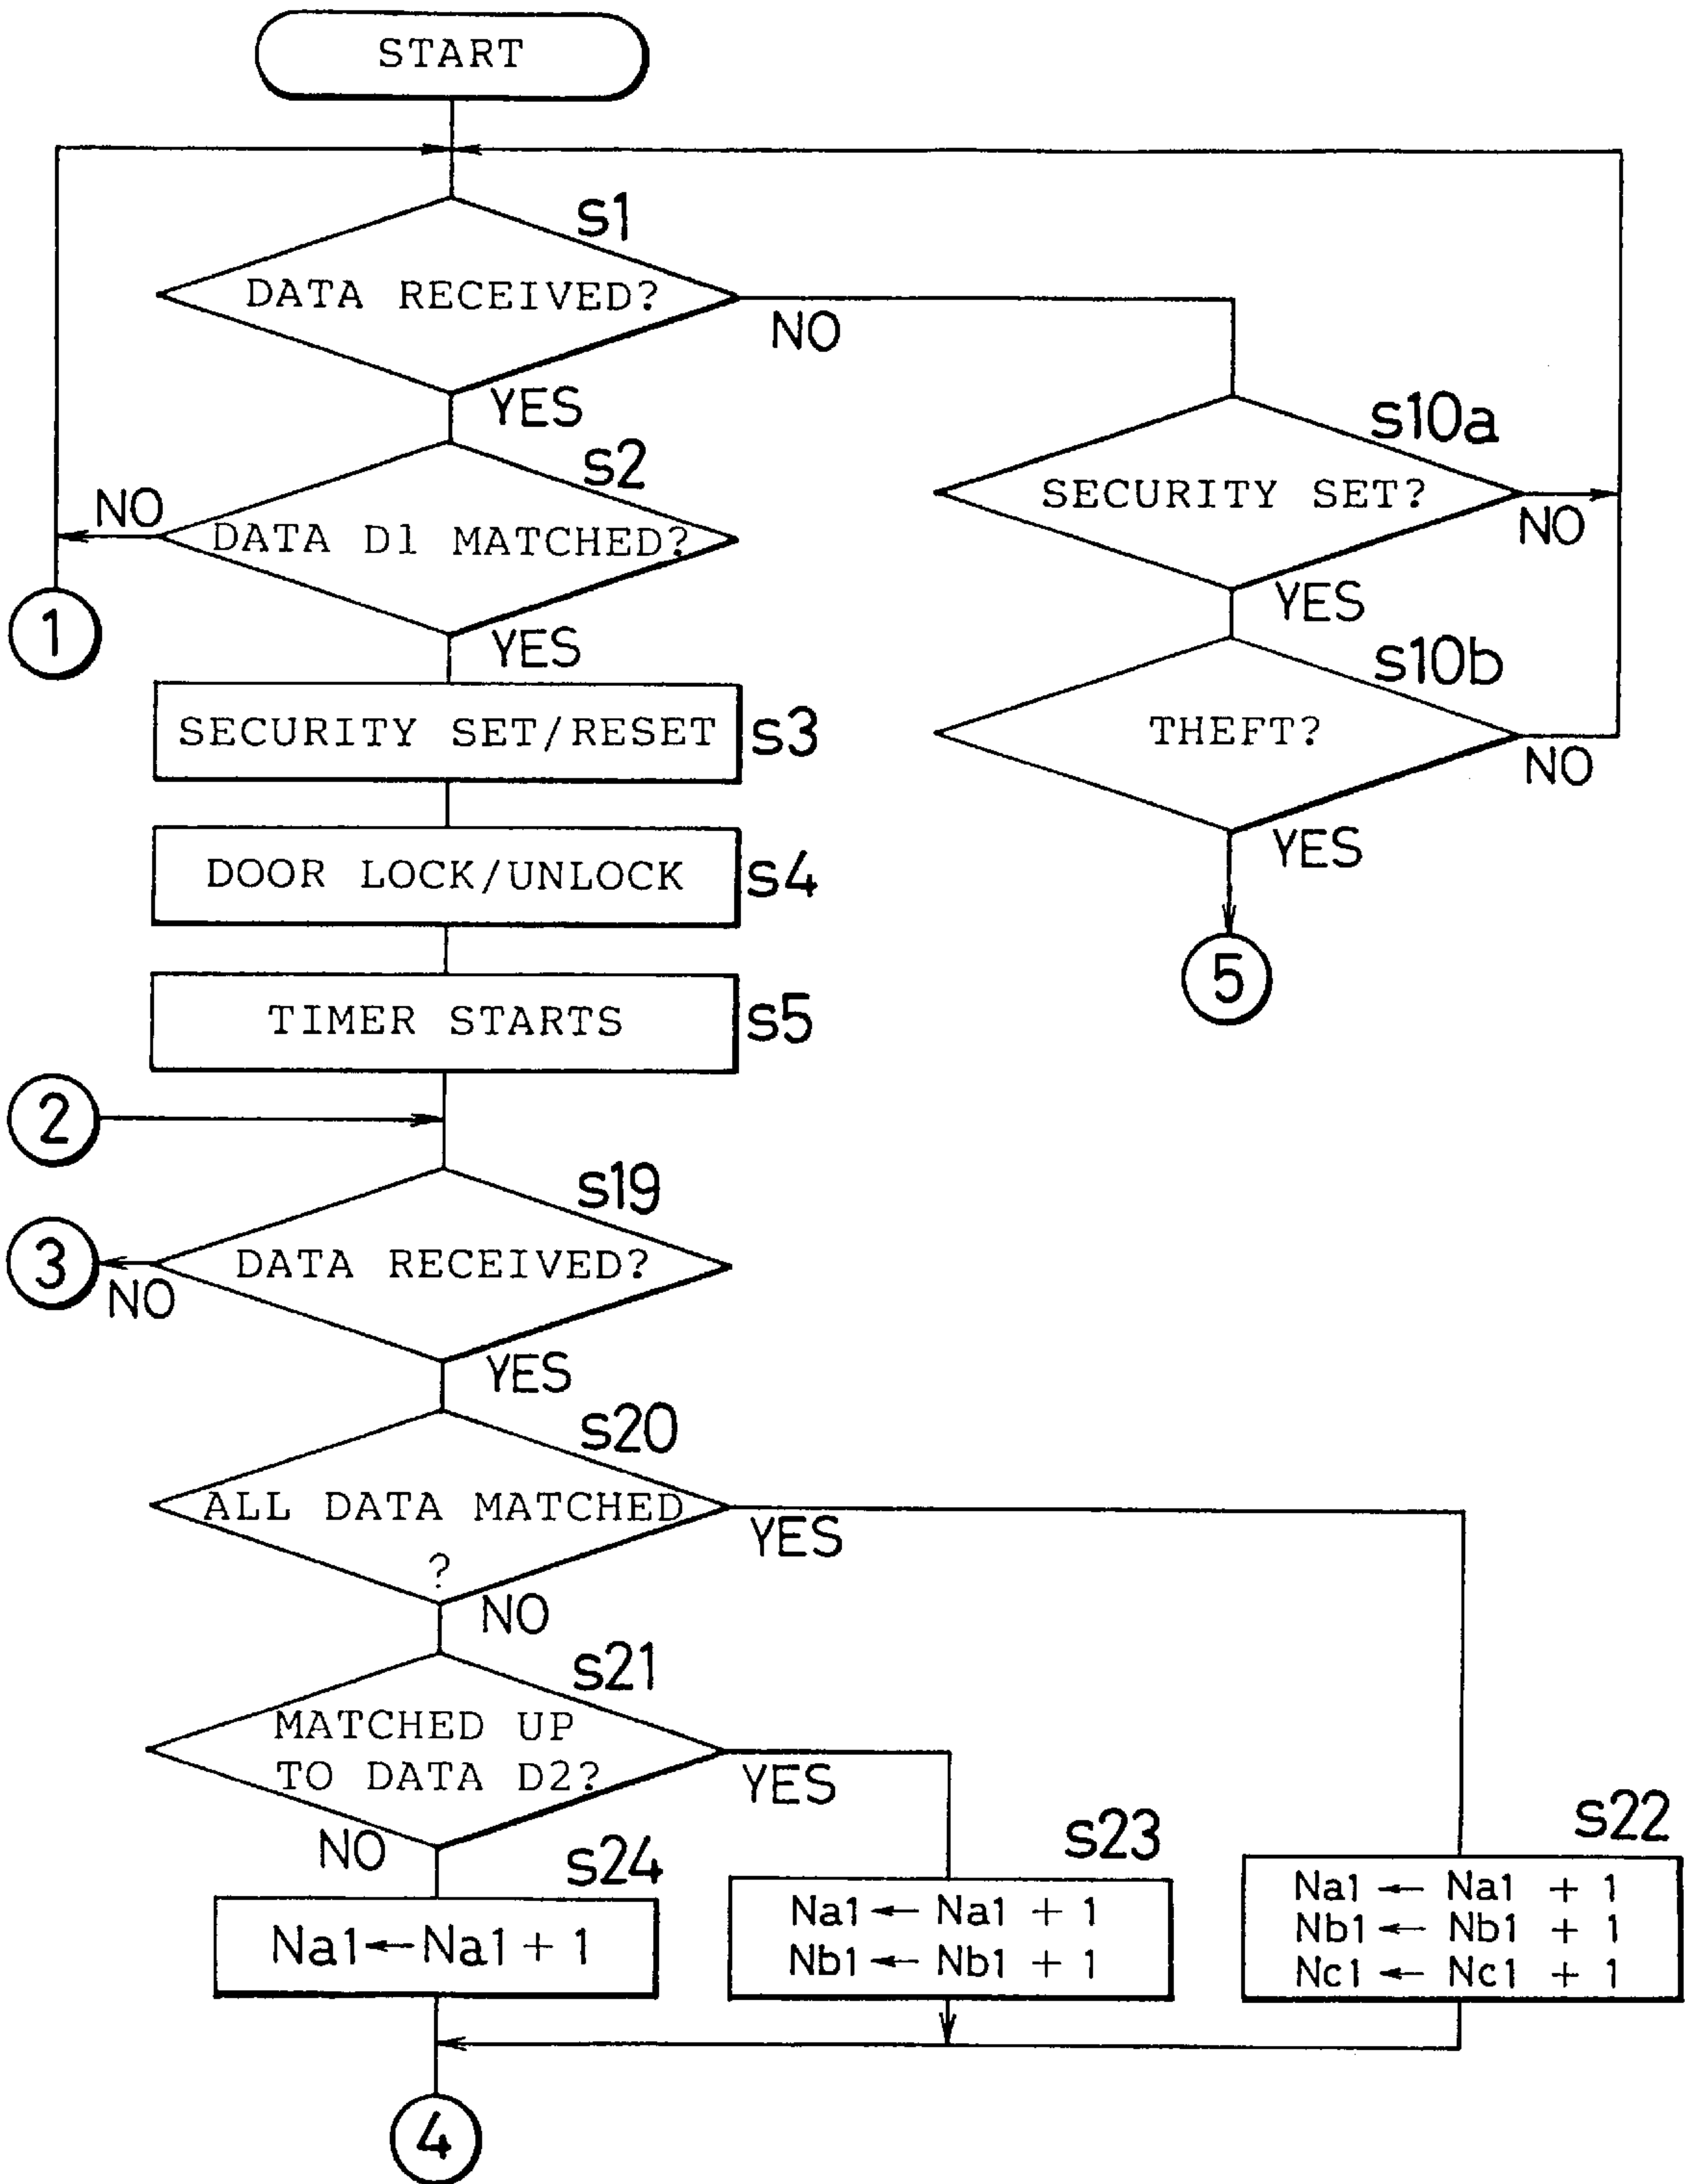 START
s1
DATA RECEIVED?
NO
YES
s10a
SECURITY SET?
NO
YES
s2
NO
DATA D1 MATCHED?
YES
1
s10b
THEFT?
NO
YES
5
SECURITY SET/RESET
s3
DOOR LOCK/UNLOCK
s4
TIMER STARTS
s5
2
s19
3
DATA RECEIVED?
NO
YES
s20
ALL DATA MATCHED
?
YES
NO
s21
MATCHED UP
TO DATA D2?
YES
NO
s24
Na1 ← Na1 + 1
s23
Na1 ← Na1 + 1
Nb1 ← Nb1 + 1
s22
Na1 ← Na1 + 1
Nb1 ← Nb1 + 1
Nc1 ← Nc1 + 1
4